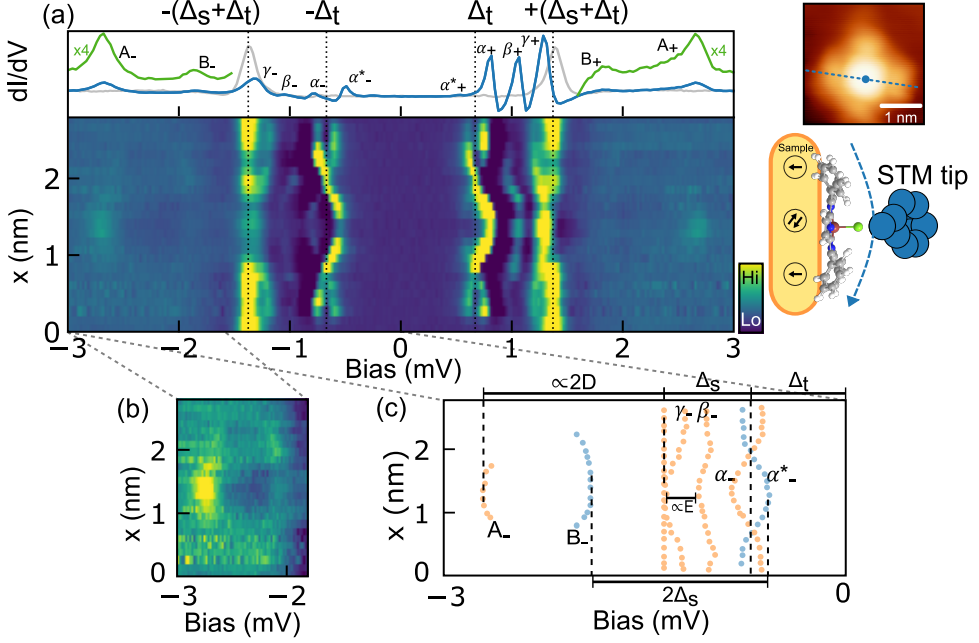 (a)
-(Δs+Δt)
-Δt
Δt
+(Δs+Δt)
dI/dV
x4
A-
B-
γ-
β-
α-
α*-
α*+
α+
β+
γ+
B+
A+
x4
1 nm
x (nm)
2
1
0
Hi
Lo
−3
−2
−1
0
1
2
3
Bias (mV)
Sample
STM tip
(b)
x (nm)
2
1
0
−3
−2
Bias (mV)
(c)
∝2D
Δs
Δt
x (nm)
2
1
0
γ-
β-
α-
α*-
∝E
A-
B-
2Δs
−3
0
Bias (mV)